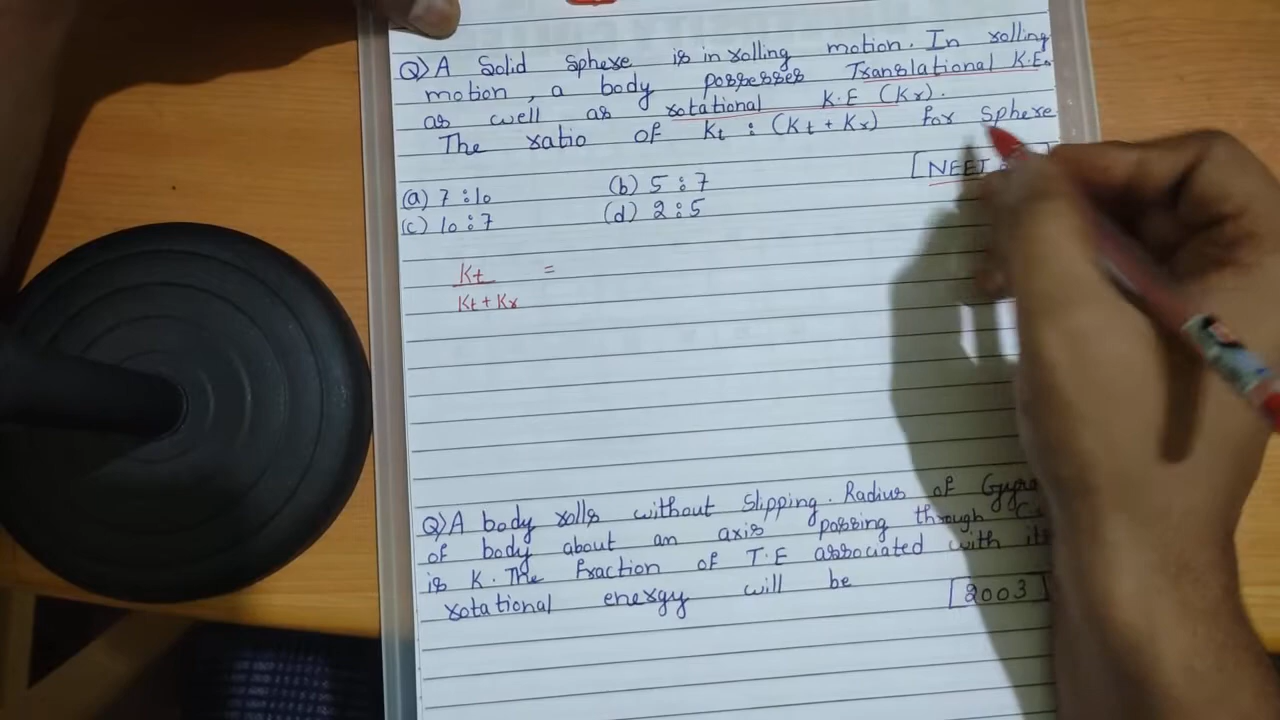 Q) A Solid Sphere is in rolling motion. In rolling
motion, a body possesses Translational K.E.
as well as rotational K.E (Kr).
The ratio of Kt : (Kt + Kr) for Sphere
[NEET
(a) 7:10 (b) 5:7
(c) 10:7 (d) 2:5
Kt =
Kt + Kr
Q) A body rolls without Slipping. Radius of
of body about an axis passing through
is K. The fraction of T.E associated with its
rotational energy will be [2003]